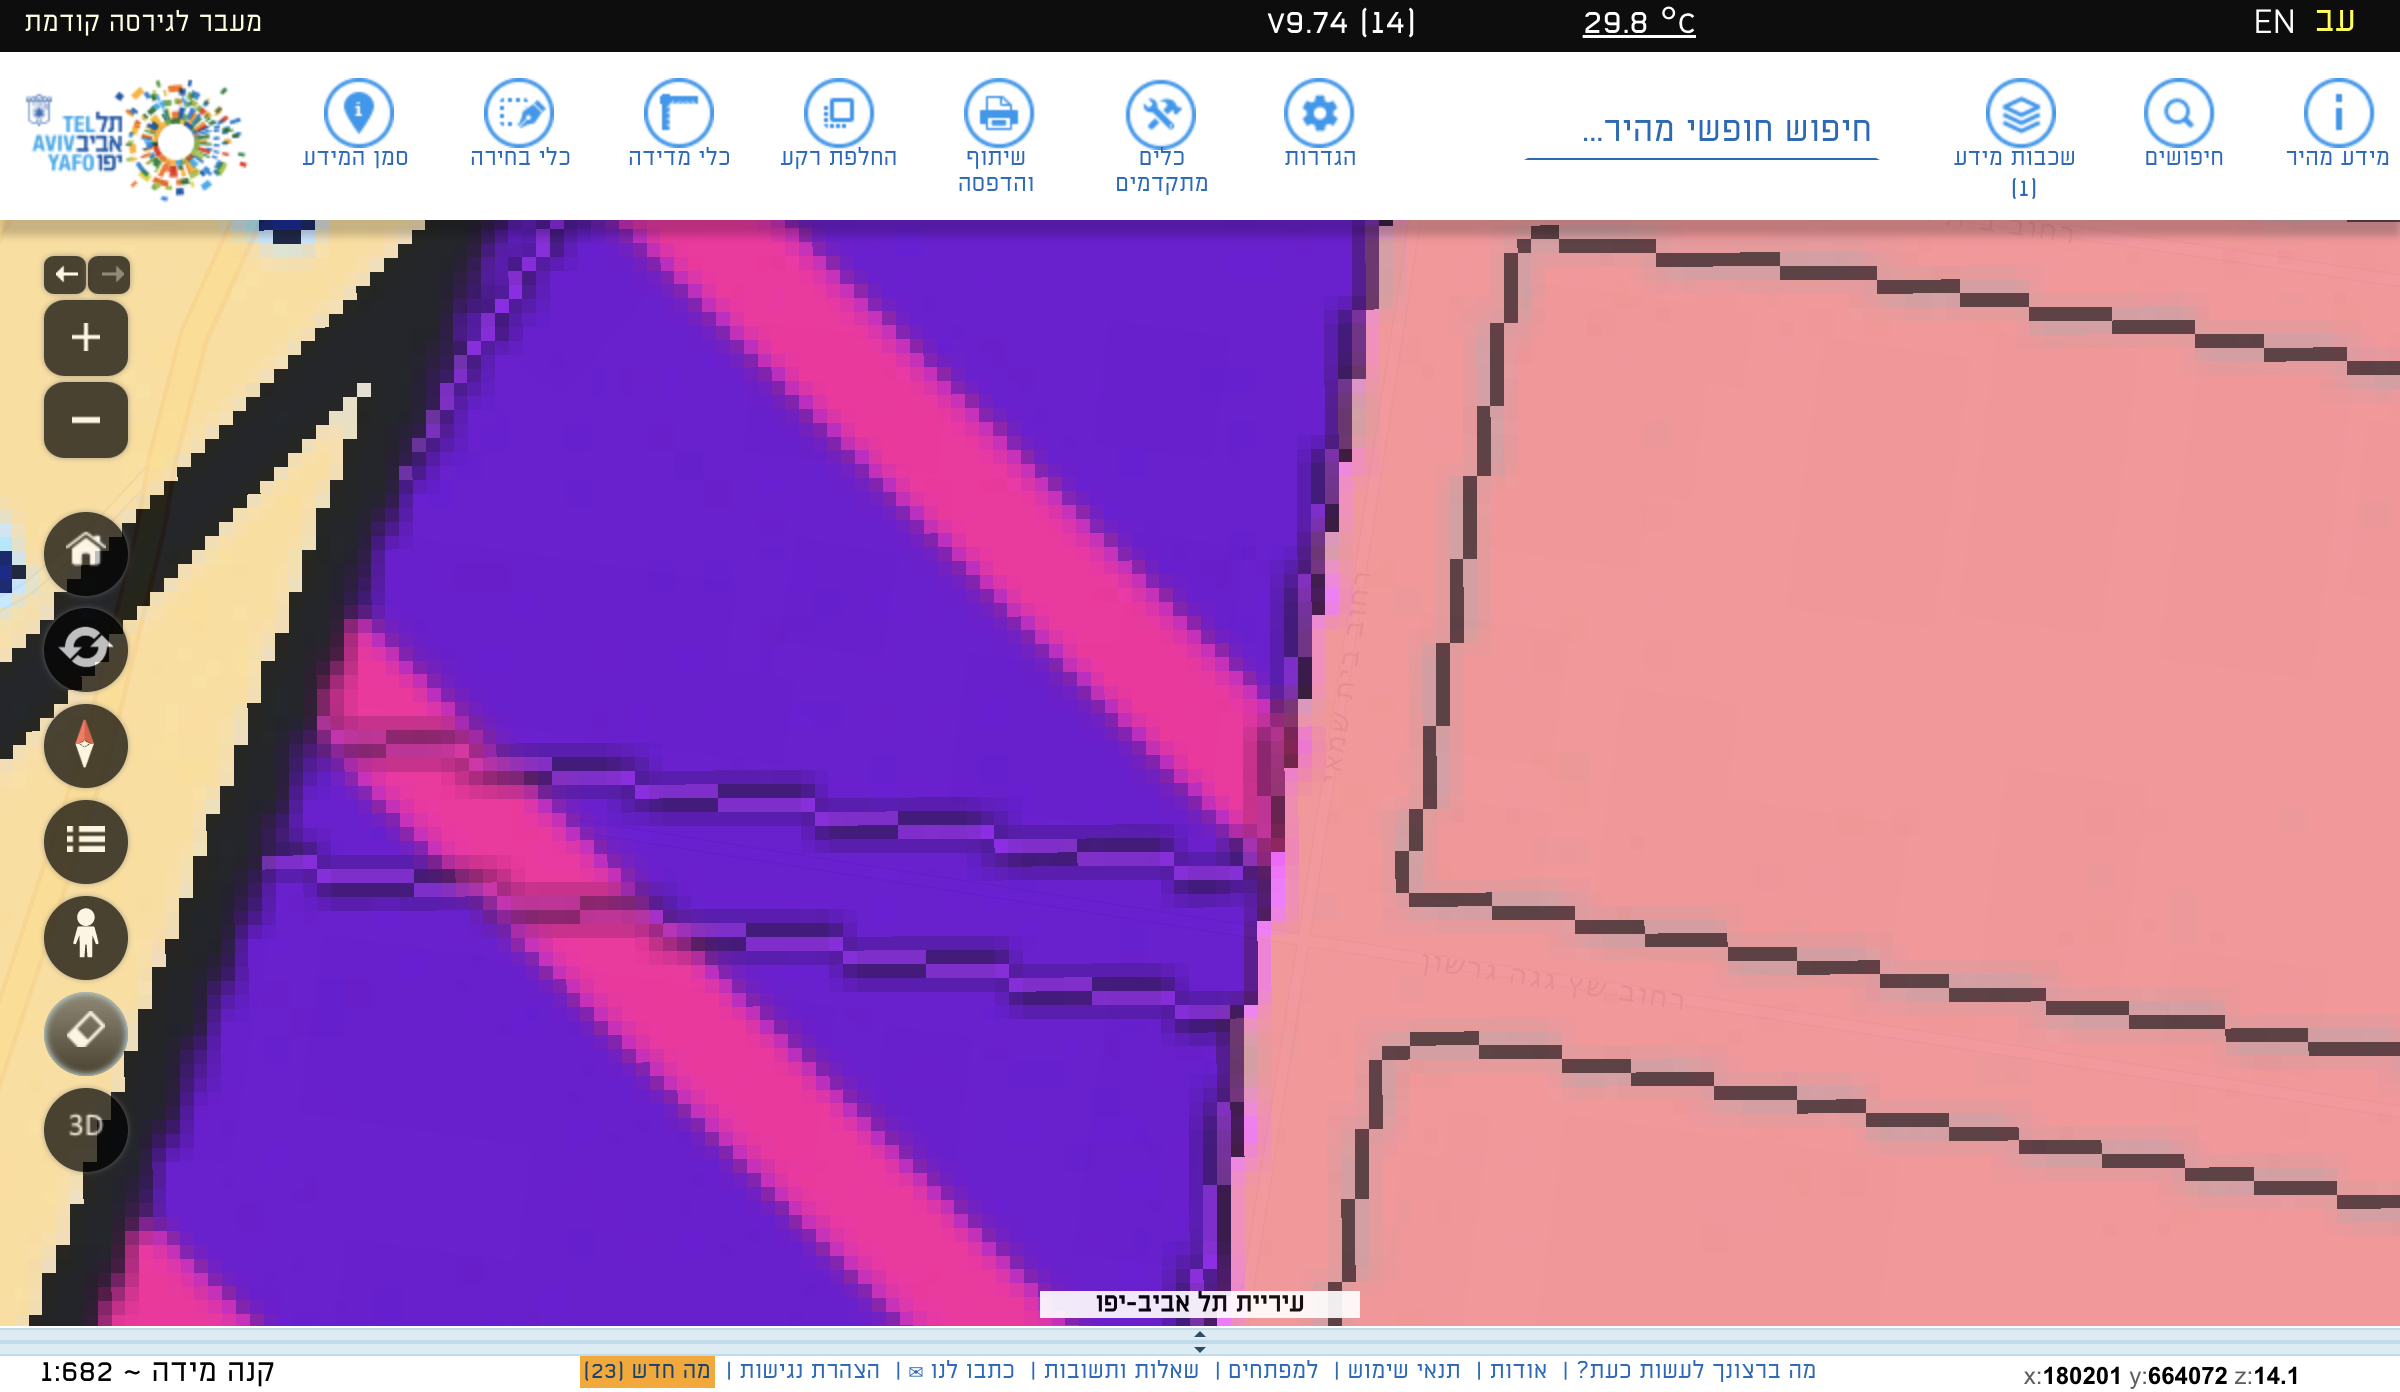 מעבר לגירסה קודמת
V9.74 (14)
29.8 °C
EN עב
תל TEL
אביב AVIV
יפו YAFO
סמן המידע
כלי בחירה
כלי מדידה
החלפת רקע
שיתוף
והדפסה
כלים
מתקדמים
הגדרות
חיפוש חופשי מהיר...
שכבות מידע
(1)
חיפושים
מידע מהיר
רחוב בית שמאי
רחוב שץ גגה גרשון
3D
עיריית תל אביב-יפו
קנה מידה ~ 1:682
מה ברצונך לעשות כעת? | אודות | תנאי שימוש | למפתחים | שאלות ותשובות | כתבו לנו ✉ | הצהרת נגישות | מה חדש (23)
x:180201 y:664072 z:14.1